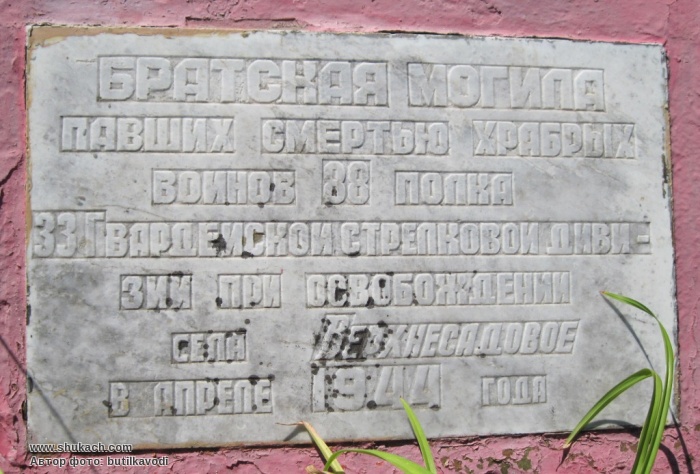 БРАТСКАЯ МОГИЛА
ПАВШИХ СМЕРТЬЮ ХРАБРЫХ
ВОИНОВ 88 ПОЛКА
33 ГВАРДЕЙСКОЙ СТРЕЛКОВОЙ ДИВИ-
ЗИИ ПРИ ОСВОБОЖДЕНИИ
СЕЛА ВЕРХНЕСАДОВОЕ
В АПРЕЛЕ 1944 ГОДА
www.shukach.com
Автор фото: butilkavodi